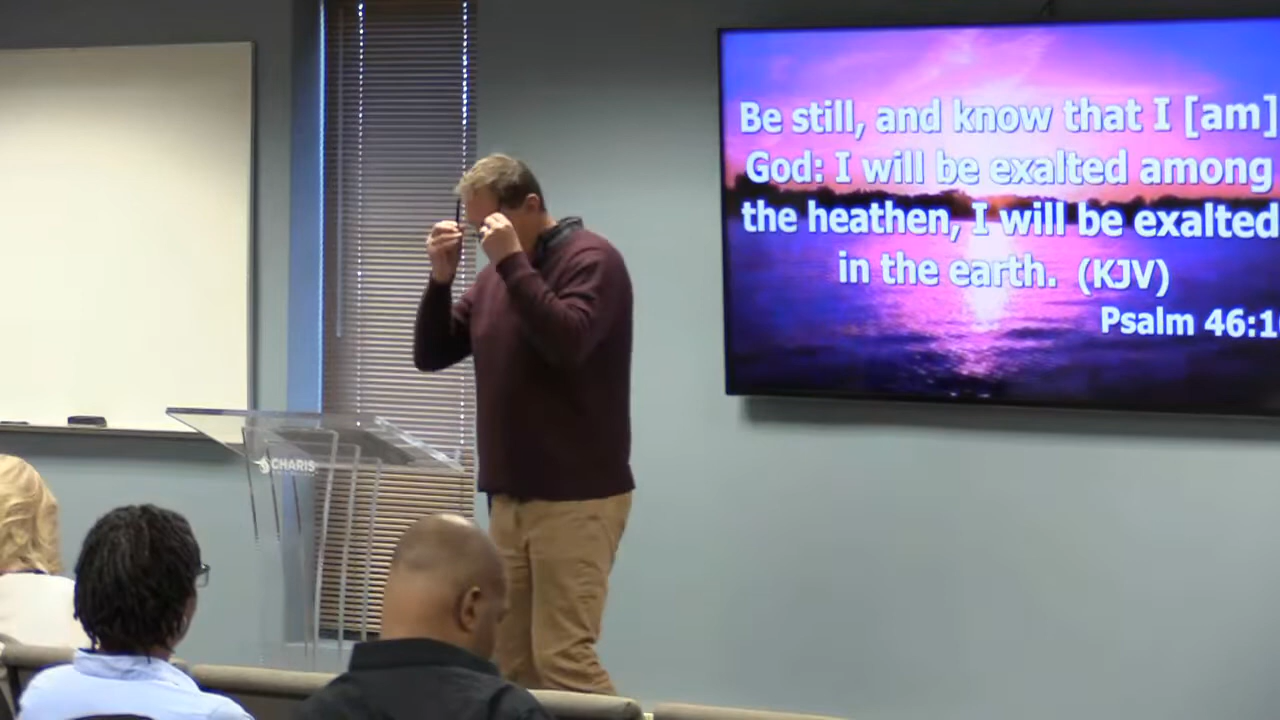 Be still, and know that I [am]
God: I will be exalted among
the heathen, I will be exalted
in the earth. (KJV)
Psalm 46:1
CHARIS